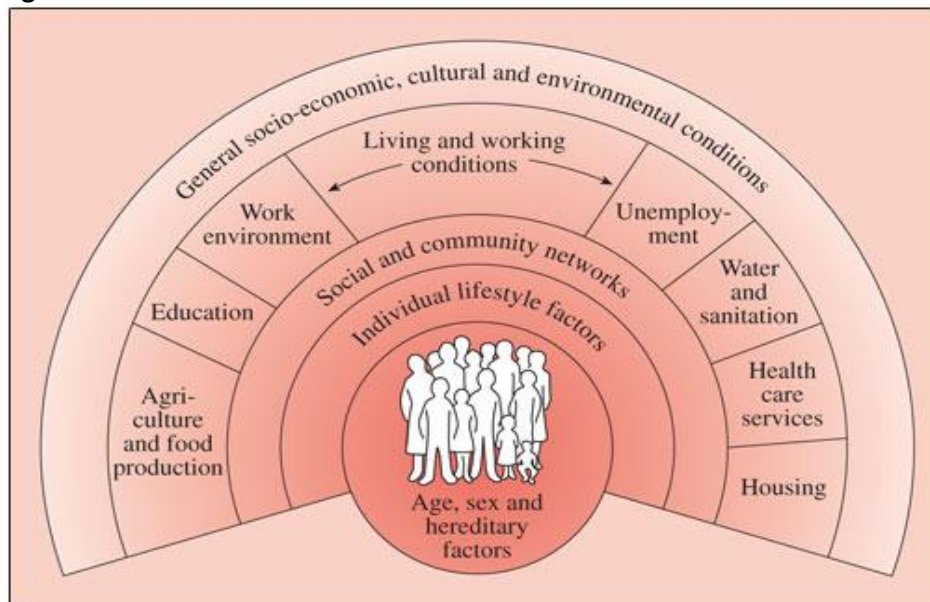 General socio-economic, cultural and environmental conditions
Living and working
conditions
Work
environment
Unemploy-
ment
Education
Water
and
sanitation
Agri-
culture
and food
production
Health
care
services
Housing
Social and community networks
Individual lifestyle factors
Age, sex and
hereditary
factors